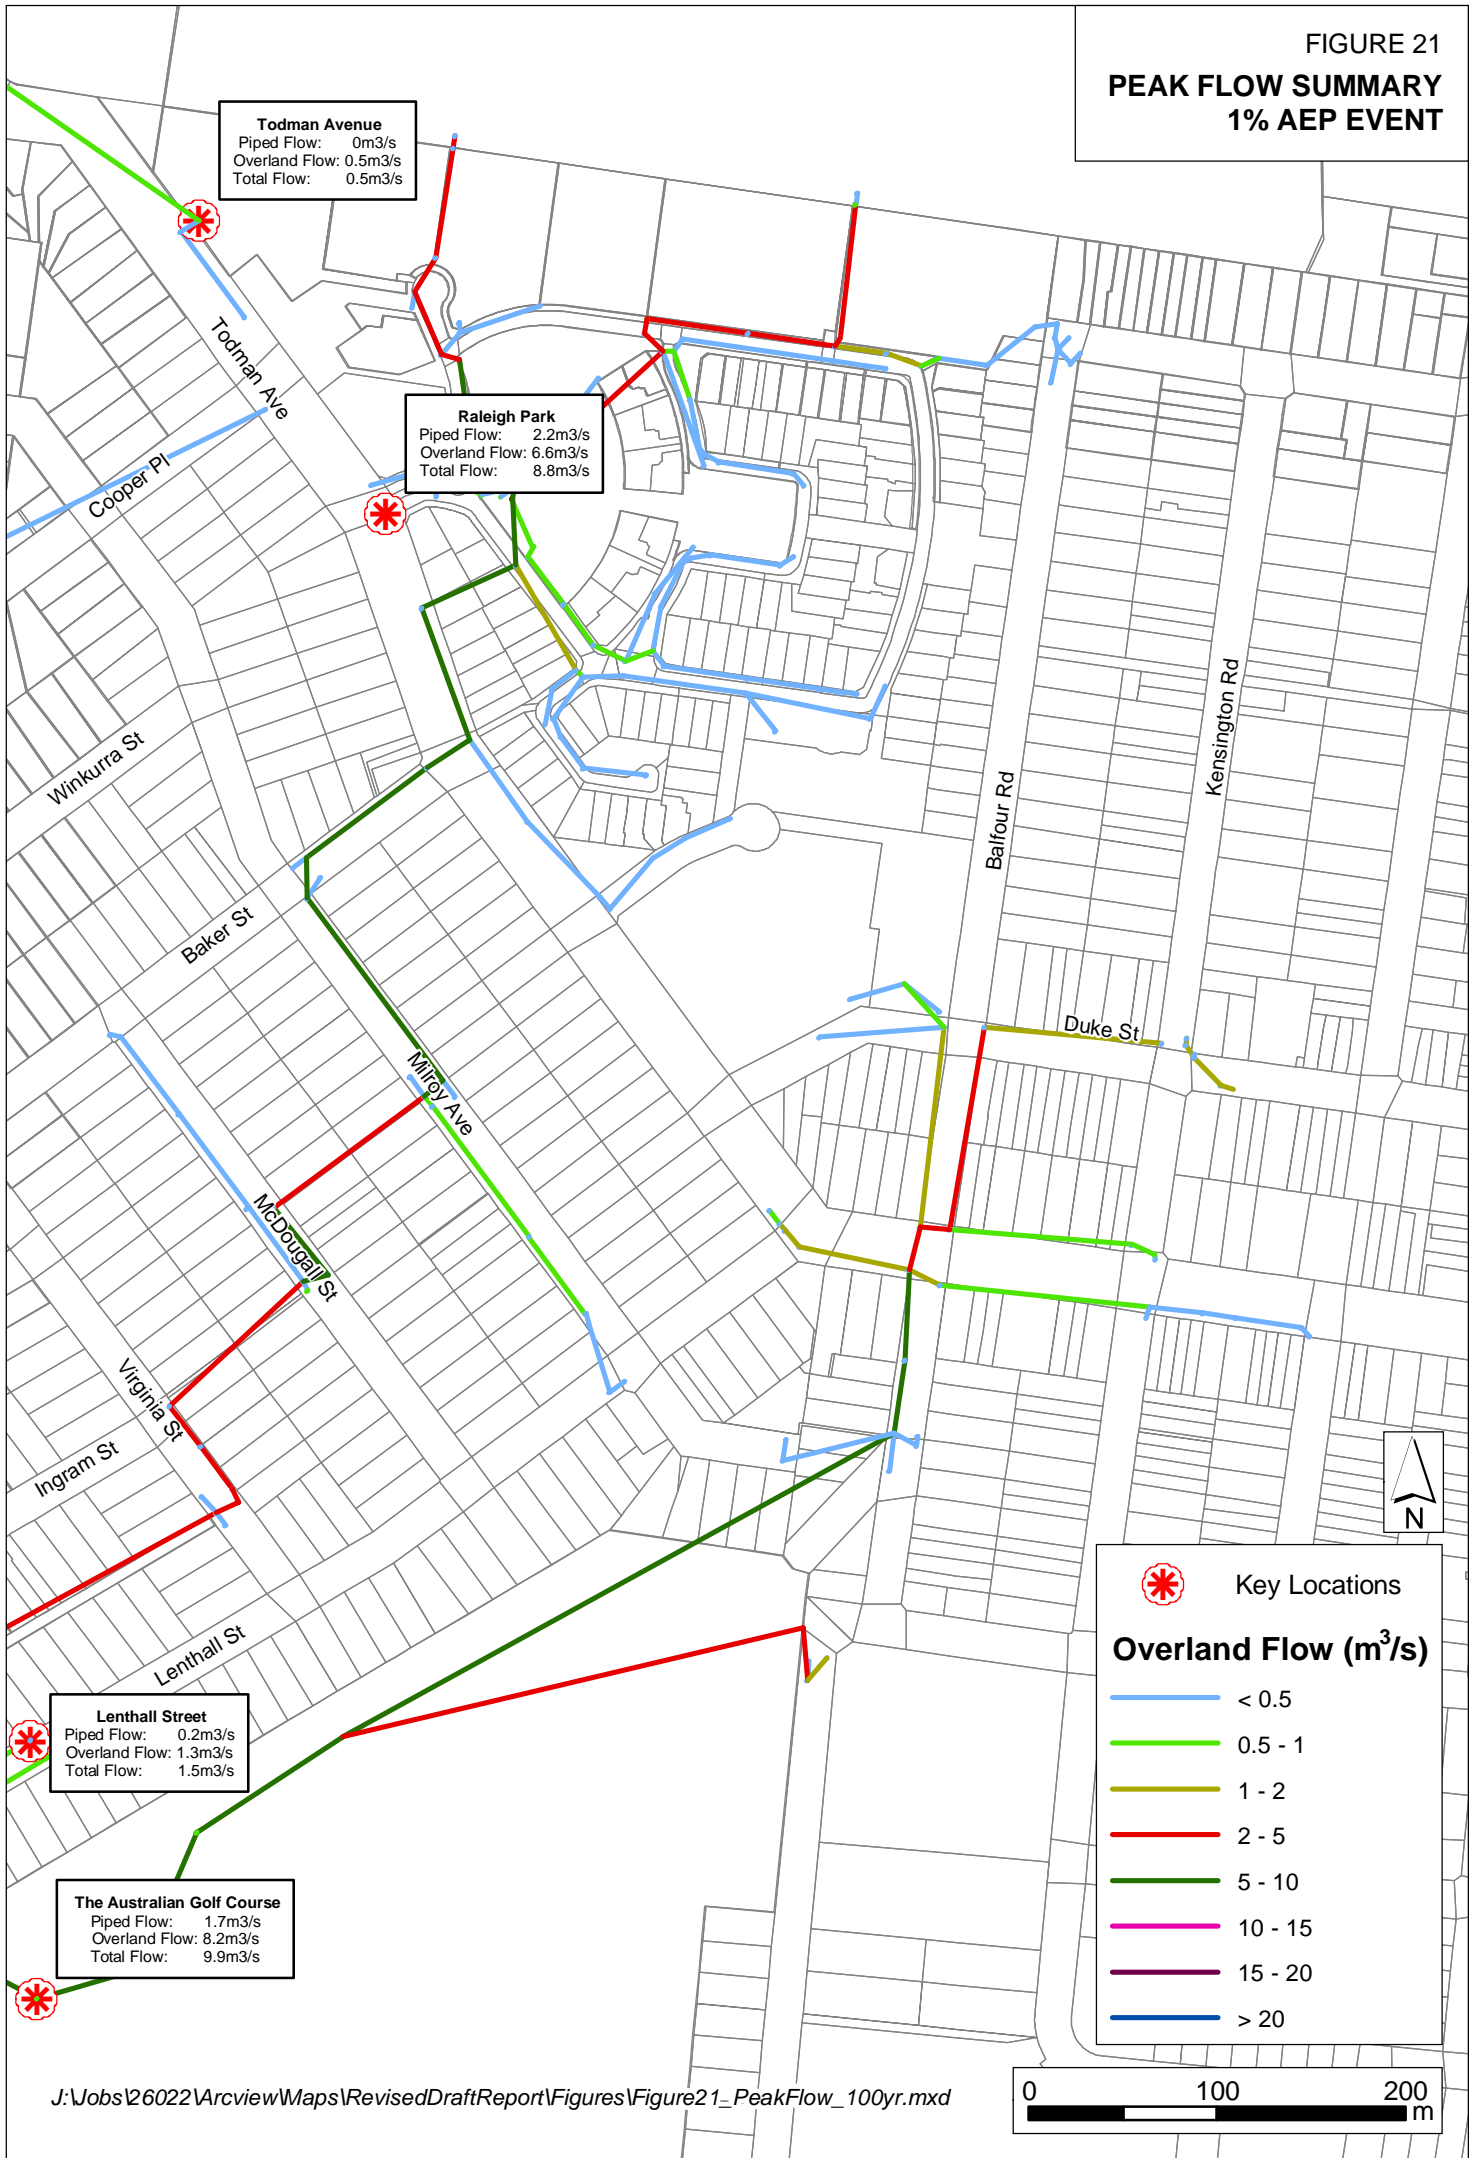 FIGURE 21
PEAK FLOW SUMMARY
1% AEP EVENT
Todman Avenue
Piped Flow: 0m3/s
Overland Flow: 0.5m3/s
Total Flow: 0.5m3/s
Todman Ave
Raleigh Park
Piped Flow: 2.2m3/s
Overland Flow: 6.6m3/s
Total Flow: 8.8m3/s
Cooper Pl
Winkurra St
Kensington Rd
Balfour Rd
Baker St
Duke St
Milroy Ave
McDougall St
Virginia St
Ingram St
Lenthall St
Lenthall Street
Piped Flow: 0.2m3/s
Overland Flow: 1.3m3/s
Total Flow: 1.5m3/s
The Australian Golf Course
Piped Flow: 1.7m3/s
Overland Flow: 8.2m3/s
Total Flow: 9.9m3/s
N
Key Locations
Overland Flow (m³/s)
< 0.5
0.5 - 1
1 - 2
2 - 5
5 - 10
10 - 15
15 - 20
> 20
0 100 200
m
J:\Jobs\26022\Arcview\Maps\RevisedDraftReport\Figures\Figure21_PeakFlow_100yr.mxd